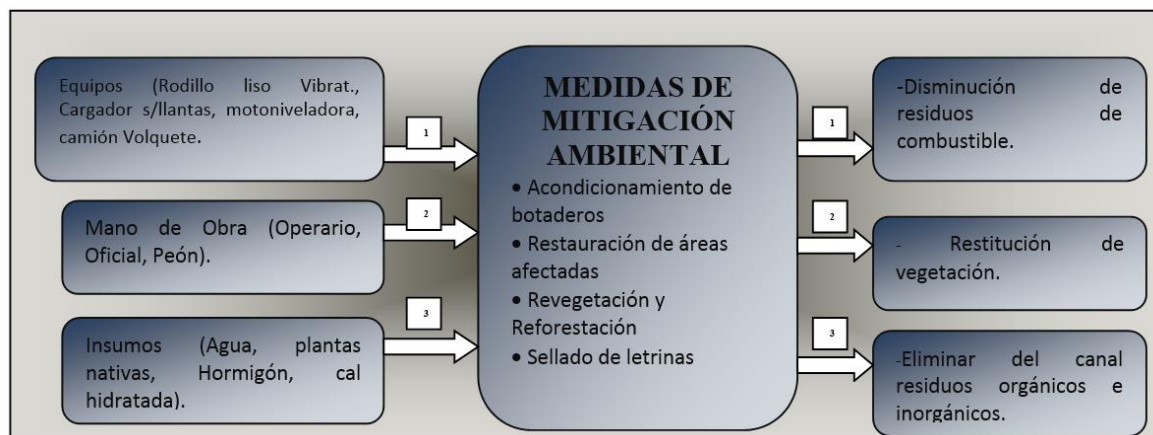 Equipos (Rodillo liso Vibrat.,
Cargador s/llantas, motoniveladora,
camión Volquete.
1
Mano de Obra (Operario,
Oficial, Peón).
2
Insumos (Agua, plantas
nativas, Hormigón, cal
hidratada).
3
MEDIDAS DE
MITIGACIÓN
AMBIENTAL
• Acondicionamiento de
botaderos
• Restauración de áreas
afectadas
• Revegetación y
Reforestación
• Sellado de letrinas
1
-Disminución de
residuos de
combustible.
2
- Restitución de
vegetación.
3
-Eliminar del canal
residuos orgánicos e
inorgánicos.